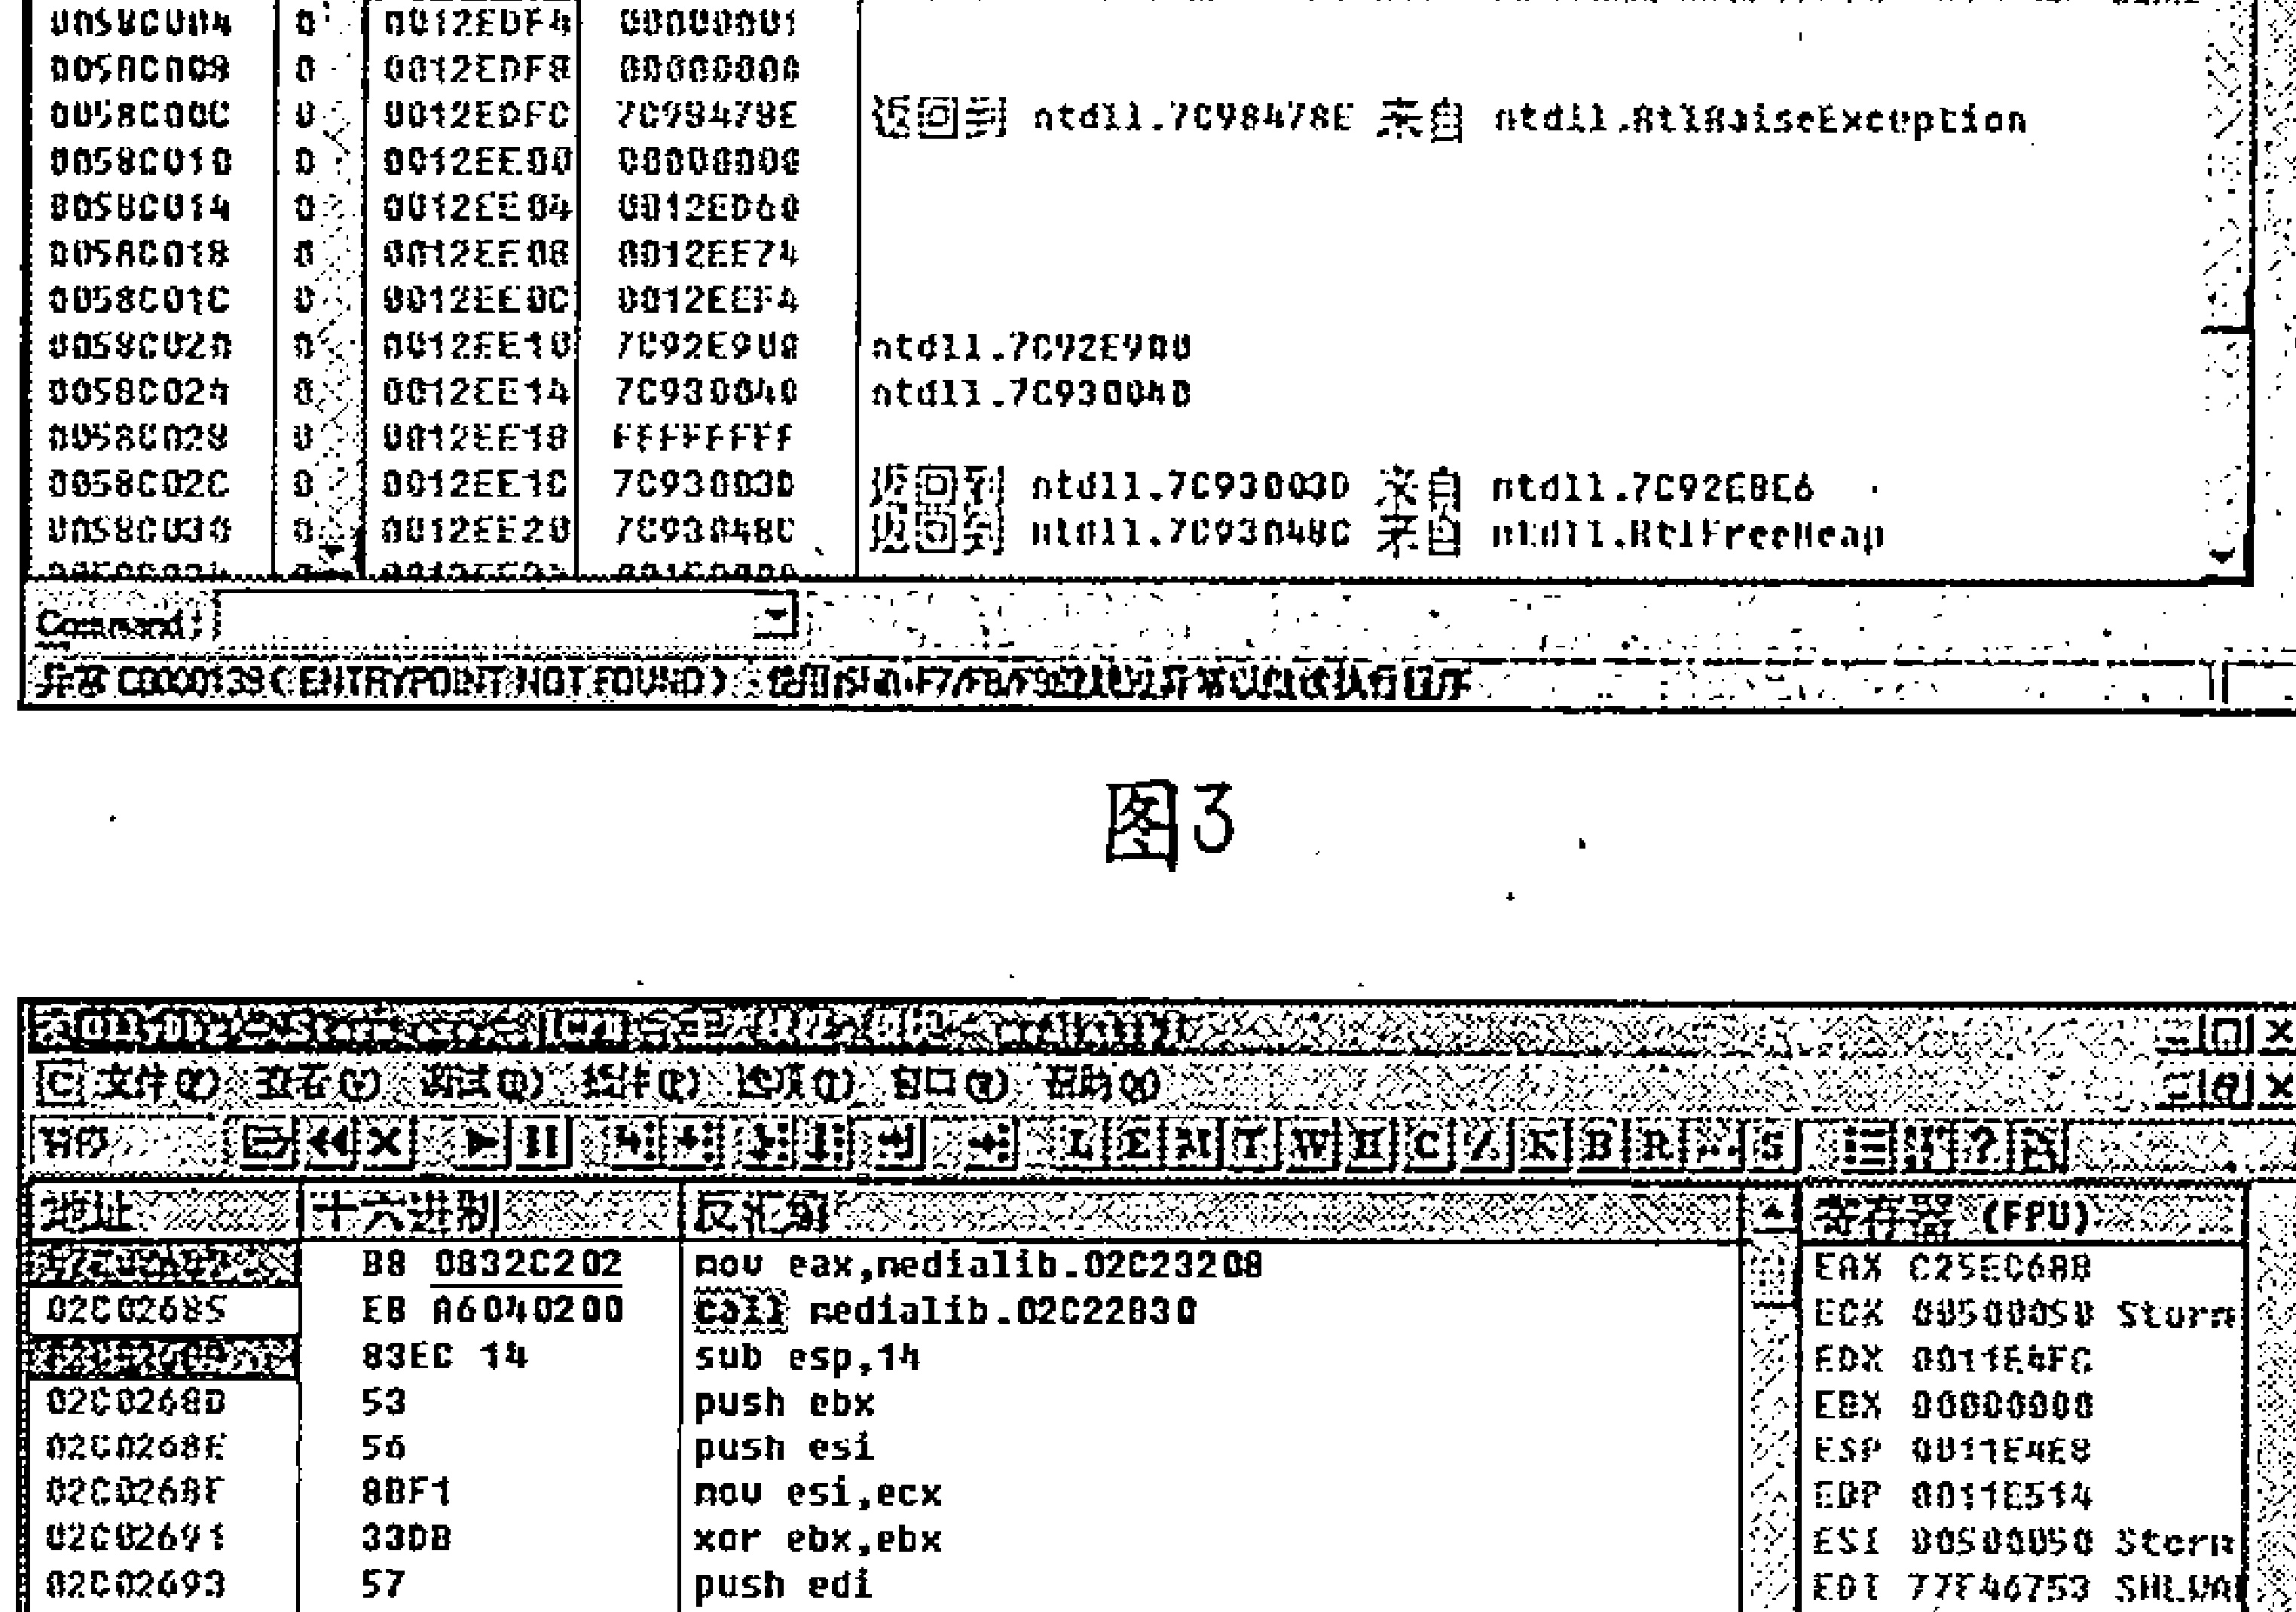 0058C004 0 0012EDF4 00000001
0058C008 0 0012EDF8 00000000
0058C00C 0 0012EDFC 7C98478E 返回到 ntdll.7C98478E 来自 ntdll.RtlRaiseException
0058C010 0 0012EE00 00000000
0058C014 0 0012EE04 0012ED60
0058C018 0 0012EE08 0012EE74
0058C01C 0 0012EE0C 0012EEF4
0058C020 0 0012EE10 7C92E900 ntdll.7C92E900
0058C024 0 0012EE14 7C930040 ntdll.7C930040
0058C028 0 0012EE18 FFFFFFFF
0058C02C 0 0012EE1C 7C93003D 返回到 ntdll.7C93003D 来自 ntdll.7C92E8E6
0058C030 0 0012EE20 7C93048C 返回到 ntdll.7C93048C 来自 ntdll.RtlFreeHeap
Command:
异常 C0000139 (ENTRYPOINT NOT FOUND)
图3
C 文件(F) 查看(V) 调试(D) 插件(P) 选项(T) 窗口(W) 帮助(H)
L E M T W H C / K B R ... S ?
地址 十六进制 反汇编 寄存器 (FPU)
B8 0832C202 mov eax,medialib.02C23208 EAX C25EC68B
02C02685 E8 A6040200 call medialib.02C22B30 ECX 00500050 Storm
83EC 14 sub esp,14 EDX 0011E4FC
02C0268D 53 push ebx EBX 00000000
02C0268E 56 push esi ESP 0011E4E8
02C0268F 8BF1 mov esi,ecx EBP 0011E514
02C02691 33DB xor ebx,ebx ESI 00500050 Storm
02C02693 57 push edi EDI 77F46753 SHLWA